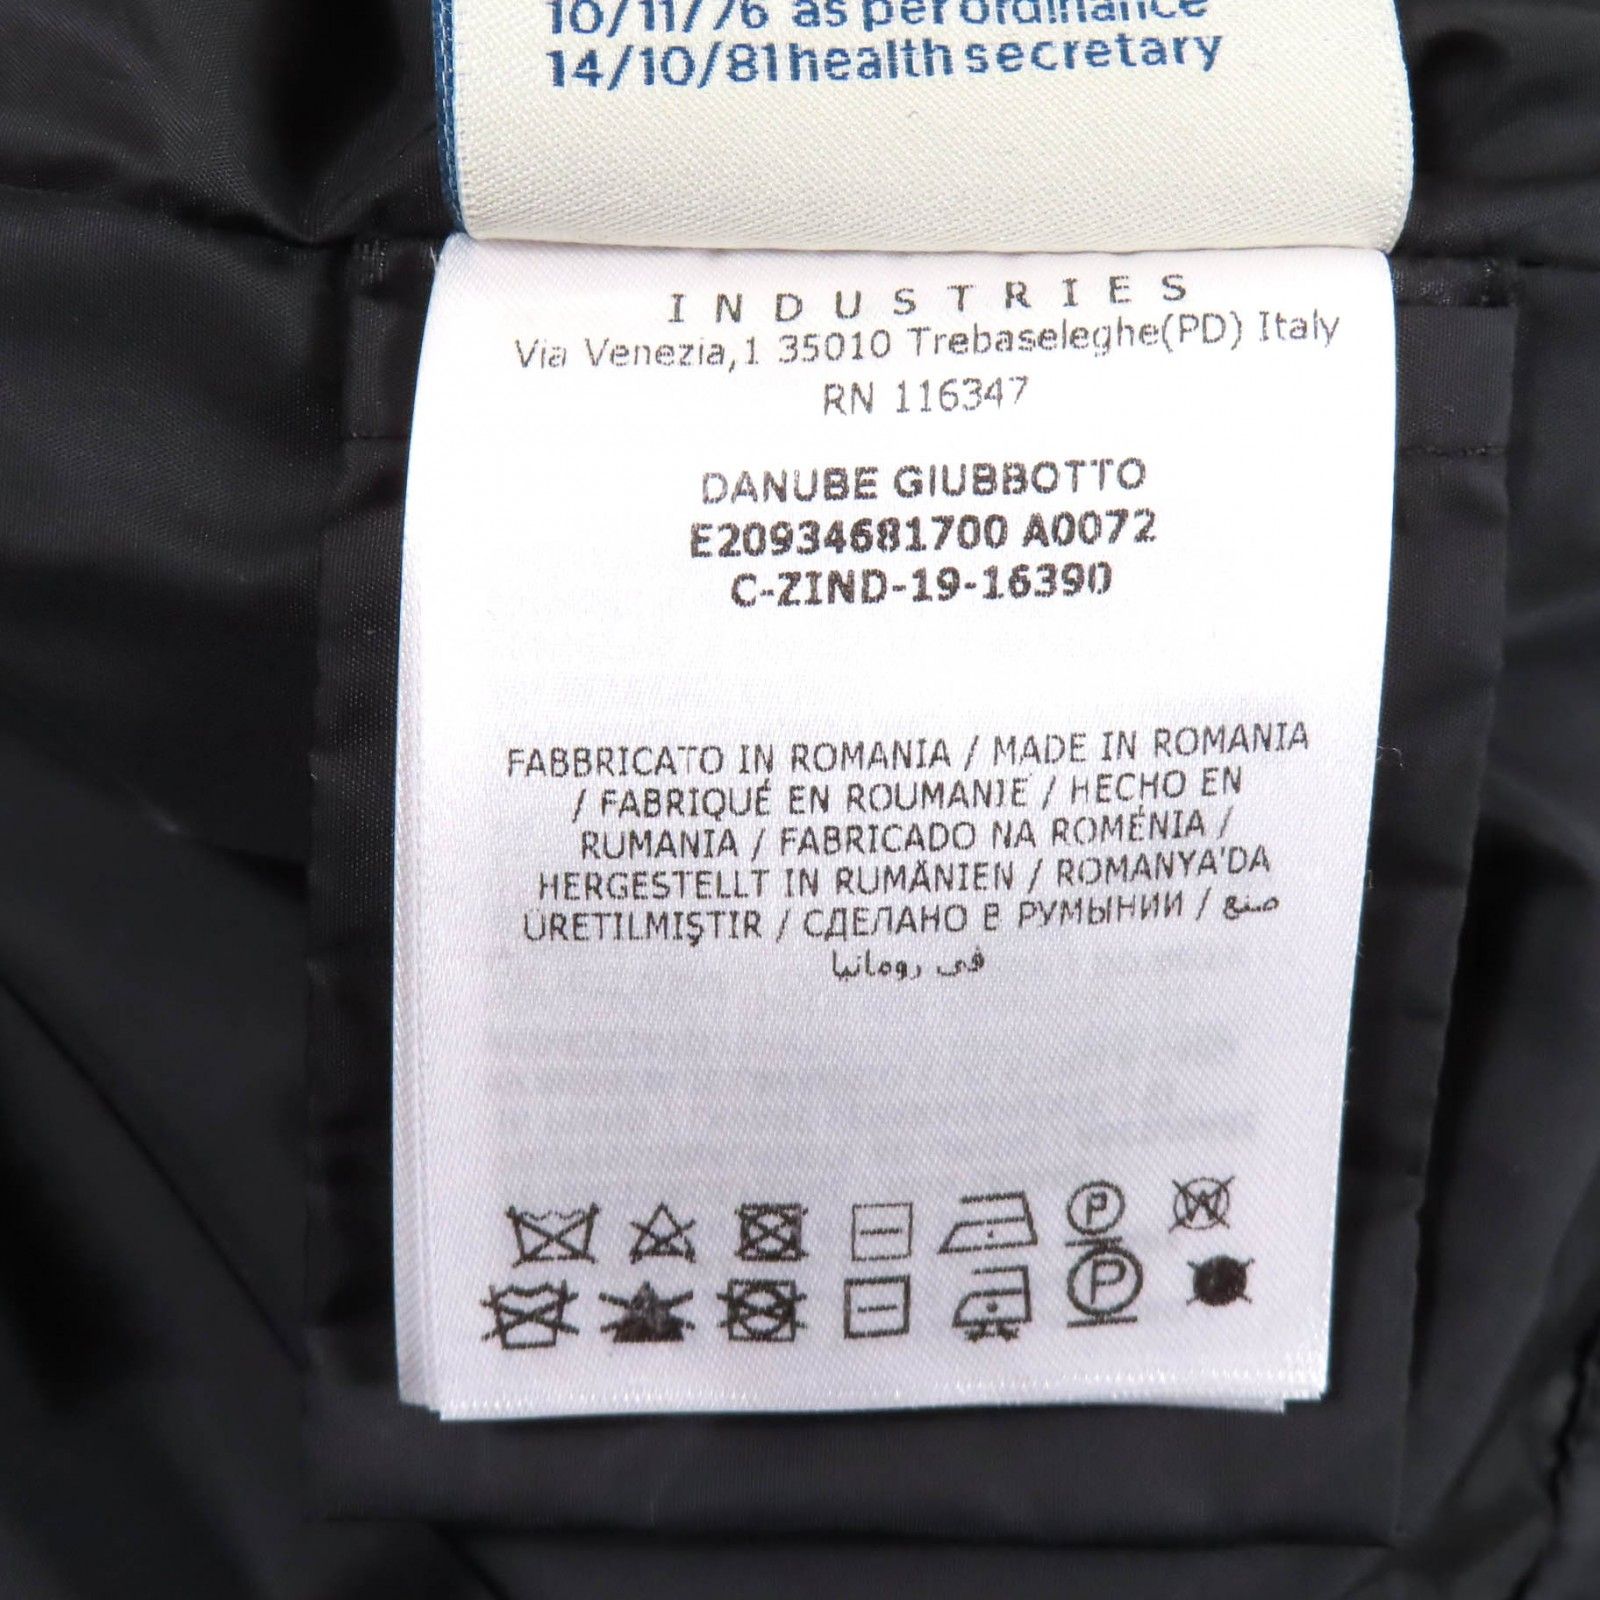 10/11/76 as per ordinance
14/10/81 health secretary
INDUSTRIES
Via Venezia,1 35010 Trebaseleghe(PD) Italy
RN 116347
DANUBE GIUBBOTTO
E20934681700 A0072
C-ZIND-19-16390
FABBRICATO IN ROMANIA / MADE IN ROMANIA
/ FABRIQUÉ EN ROUMANIE / HECHO EN
RUMANIA / FABRICADO NA ROMÉNIA /
HERGESTELLT IN RUMÄNIEN / ROMANYA'DA
ÜRETILMIŞTIR / СДЕЛАНО В РУМЫНИИ / صنع
في رومانيا
P W
P